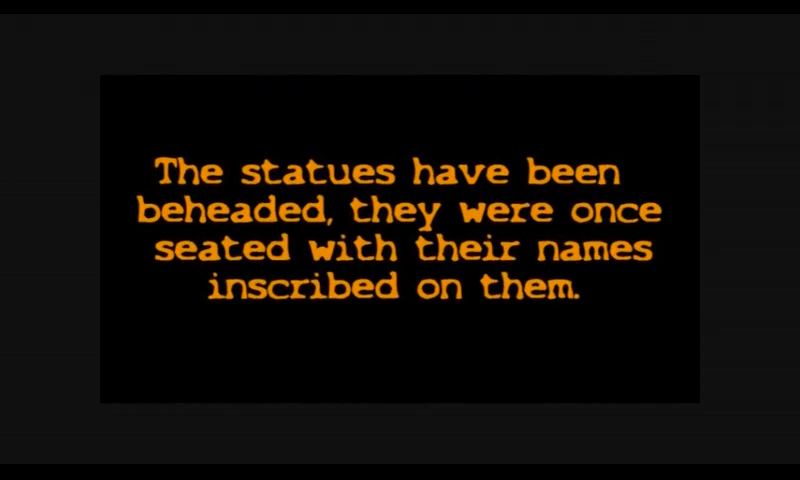 The statues have been
beheaded, they were once
seated with their names
inscribed on them.